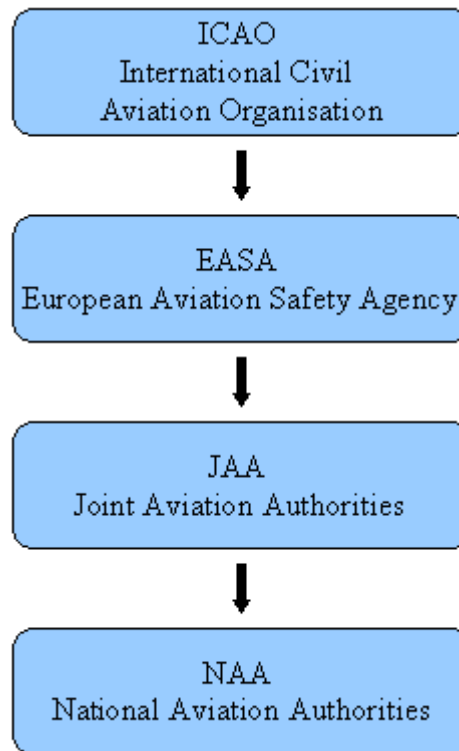 ICAO
International Civil
Aviation Organisation
EASA
European Aviation Safety Agency
JAA
Joint Aviation Authorities
NAA
National Aviation Authorities